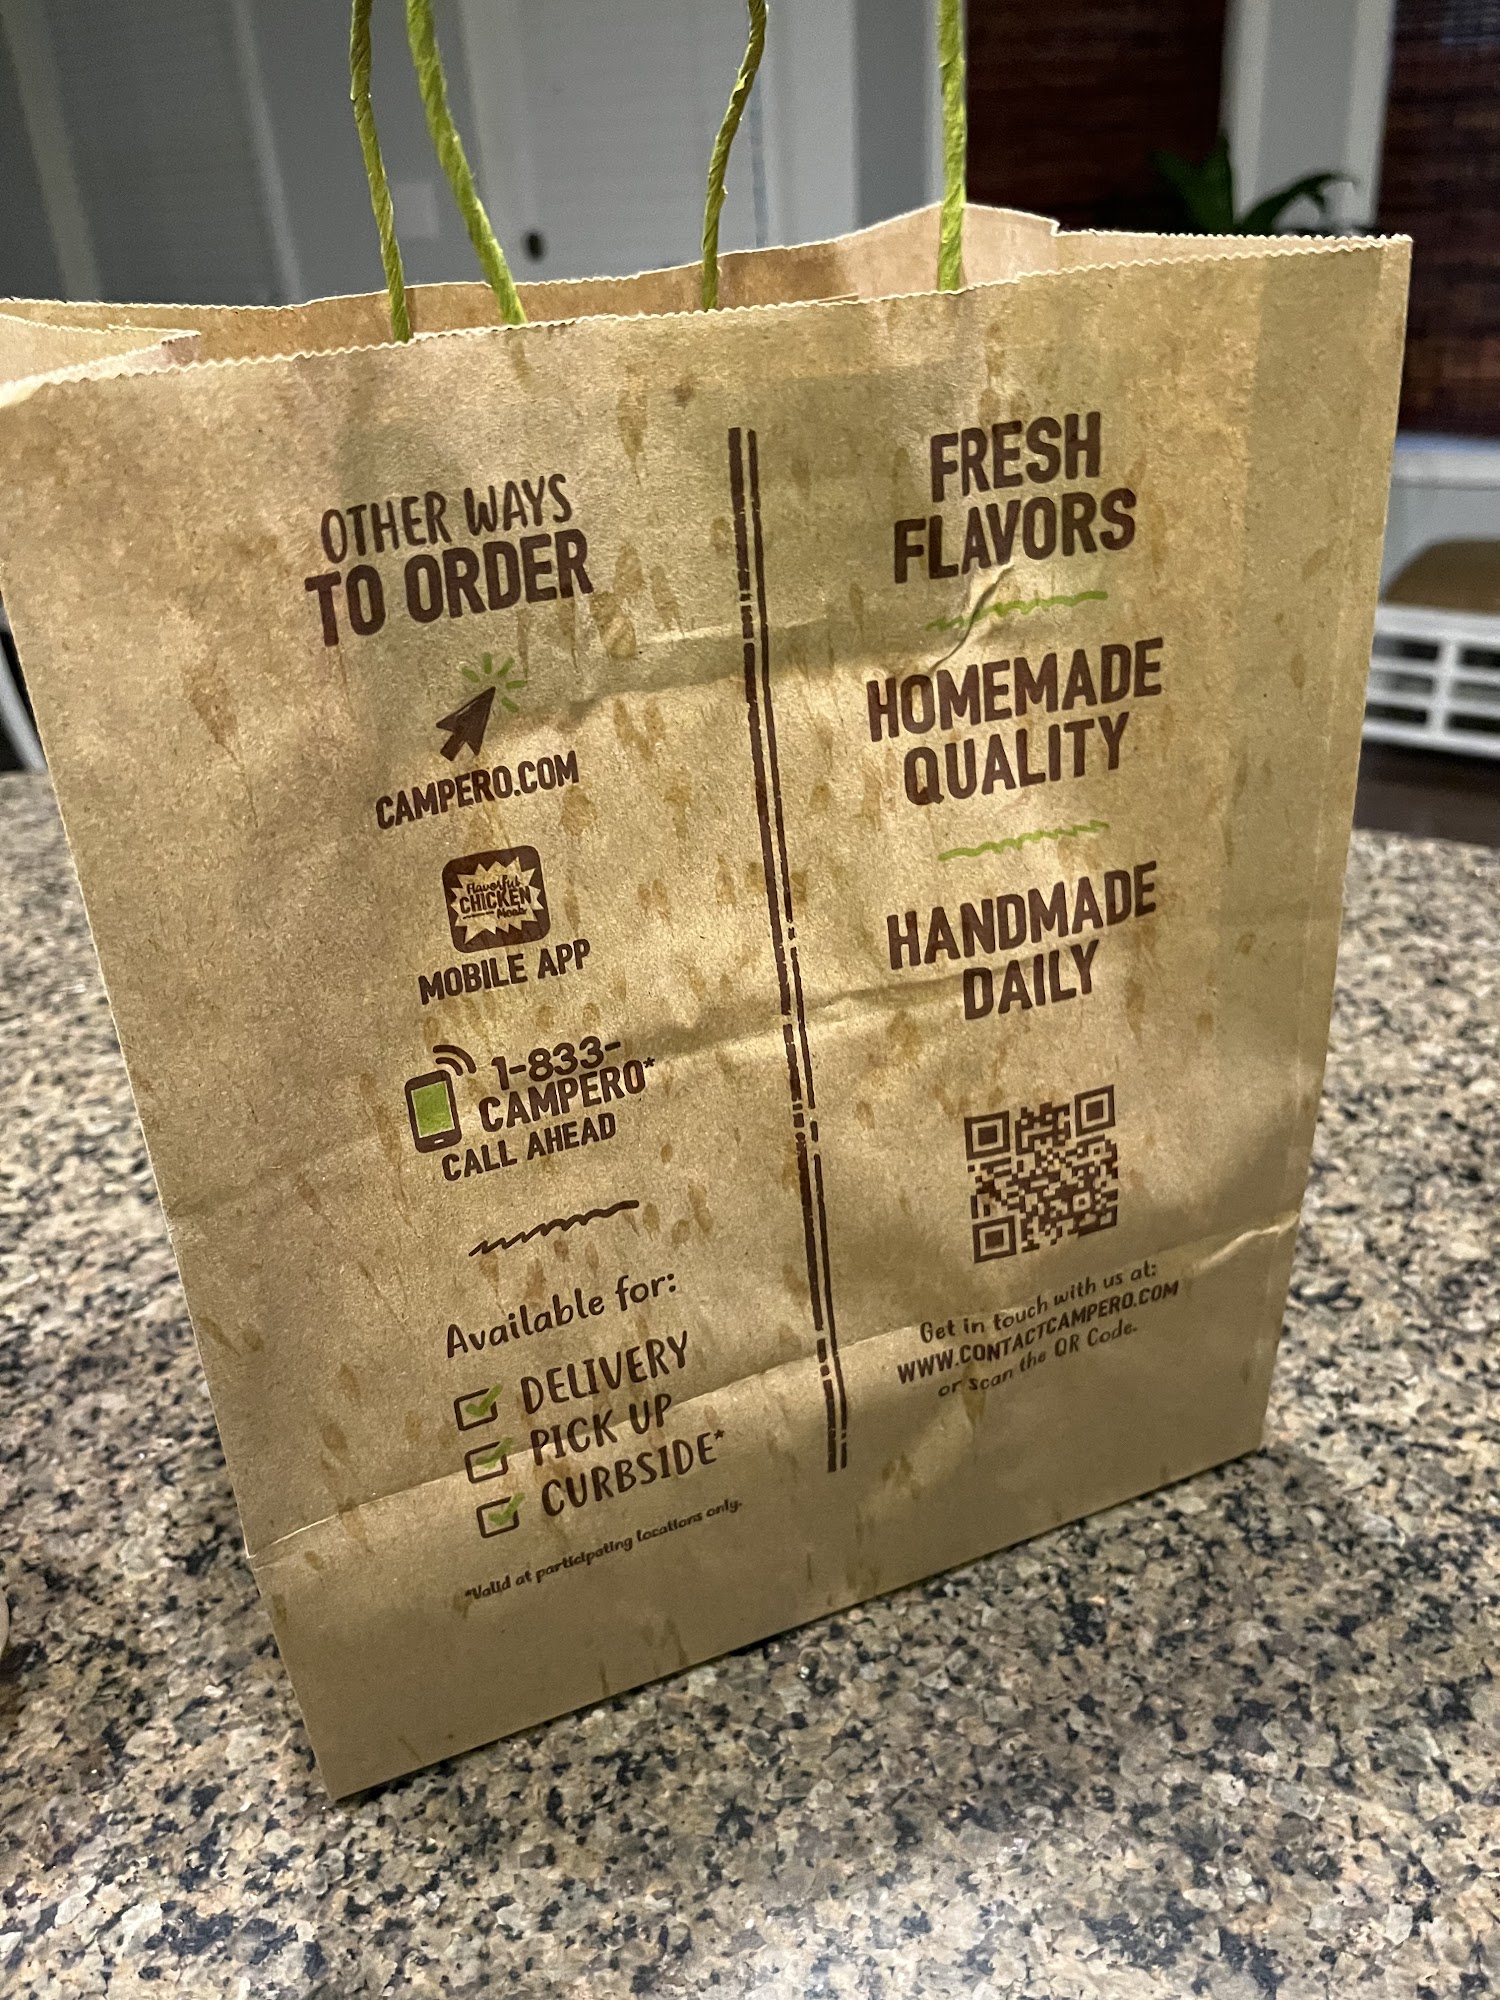 OTHER WAYS
TO ORDER
CAMPERO.COM
Flavorful
CHICKEN
Meals
MOBILE APP
1-833-
CAMPERO*
CALL AHEAD
Available for:
DELIVERY
PICK UP
CURBSIDE*
*Valid at participating locations only.
FRESH
FLAVORS
HOMEMADE
QUALITY
HANDMADE
DAILY
Get in touch with us at:
WWW.CONTACTCAMPERO.COM
or scan the QR Code.